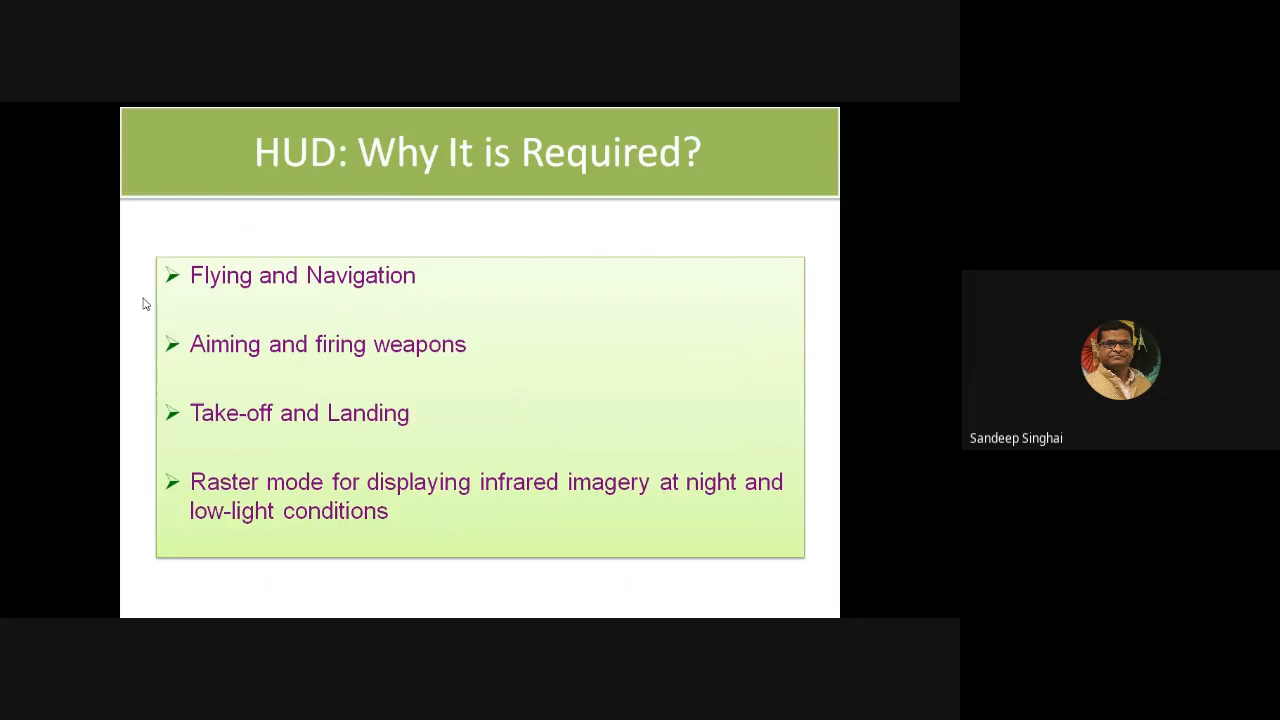 HUD: Why It is Required?
Flying and Navigation
Aiming and firing weapons
Take-off and Landing
Raster mode for displaying infrared imagery at night and
low-light conditions
Sandeep Singhai